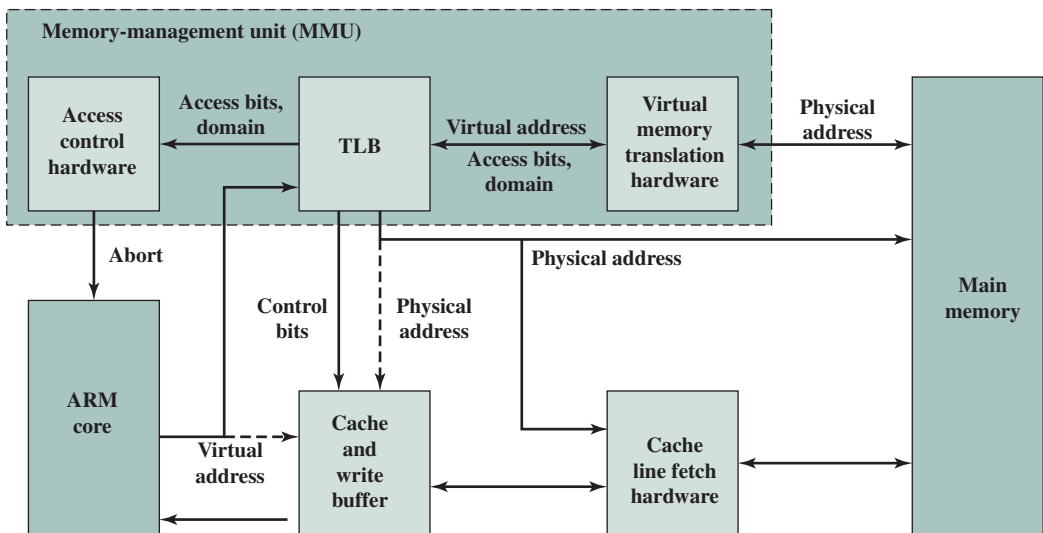 Memory-management unit (MMU)
Access
control
hardware
Access bits,
domain
TLB
Virtual address
Access bits,
domain
Virtual
memory
translation
hardware
Physical
address
Abort
Control
bits
Physical
address
Physical address
Main
memory
ARM
core
Virtual
address
Cache
and
write
buffer
Cache
line fetch
hardware